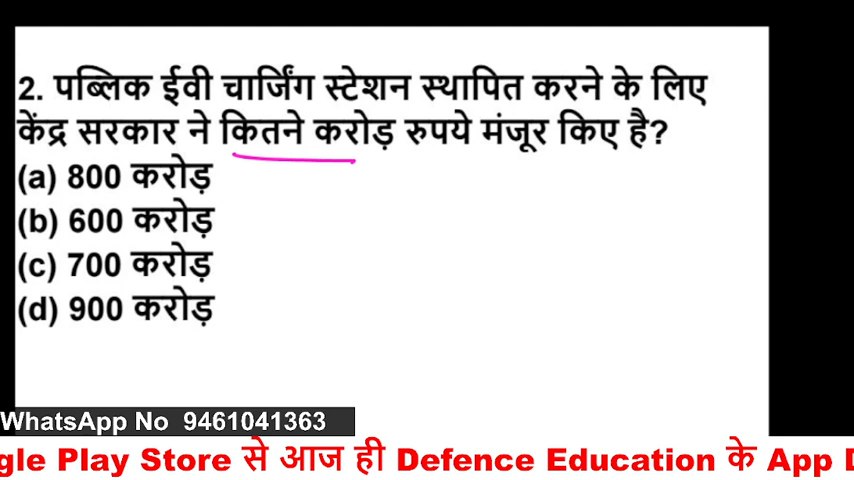 2. पब्लिक ईवी चार्जिंग स्टेशन स्थापित करने के लिए
केंद्र सरकार ने कितने करोड़ रुपये मंजूर किए है?
(a) 800 करोड़
(b) 600 करोड़
(c) 700 करोड़
(d) 900 करोड़
WhatsApp No 9461041363
gle Play Store से आज ही Defence Education के App D